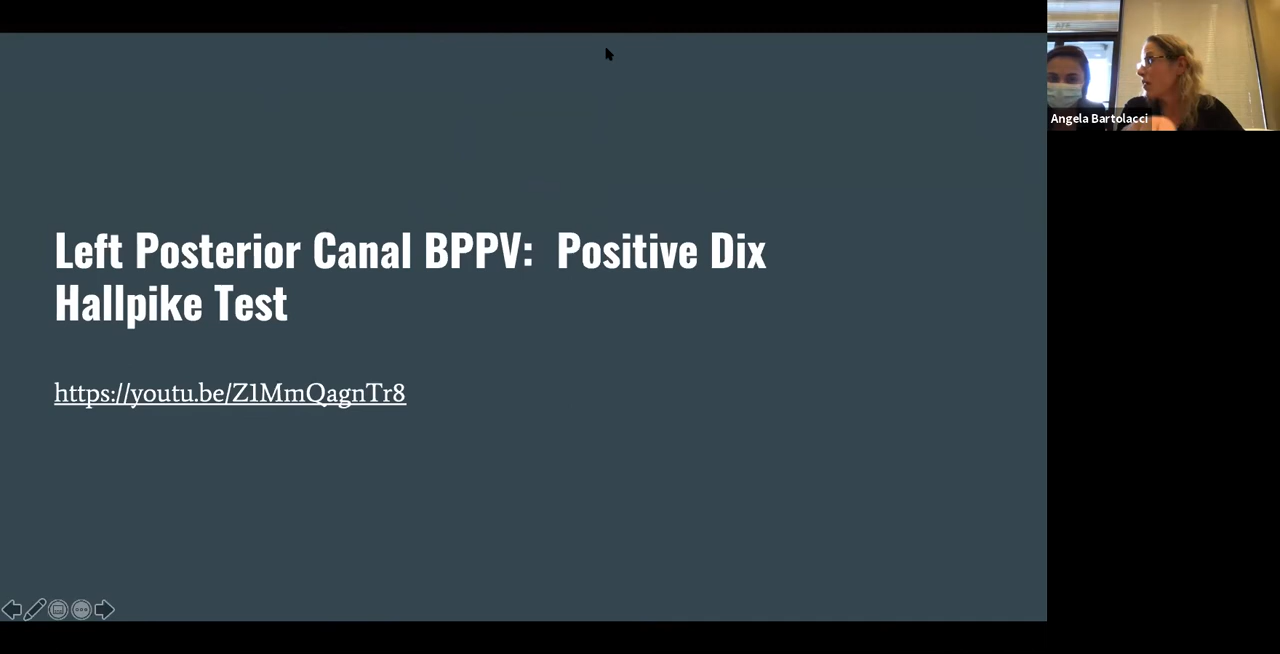 Left Posterior Canal BPPV:  Positive Dix
Hallpike Test
https://youtu.be/Z1MmQagnTr8
Angela Bartolacci